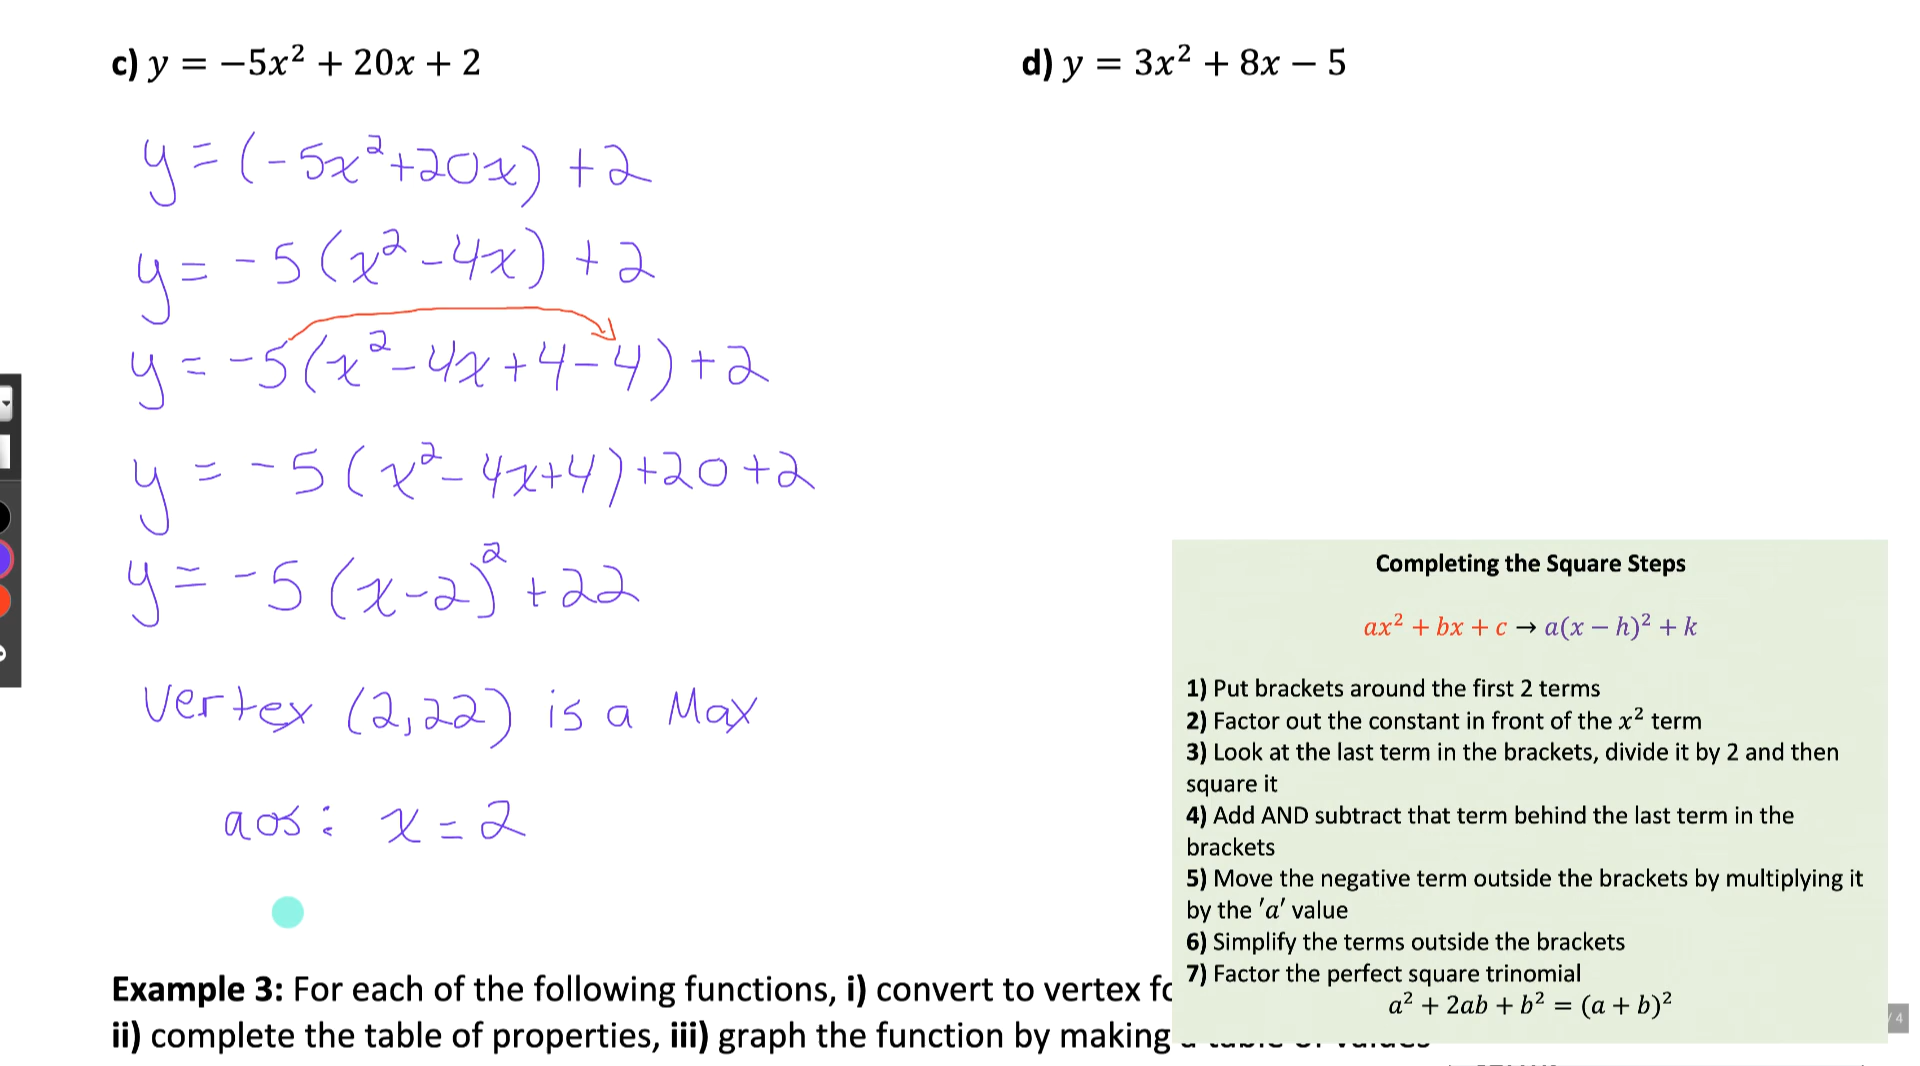 c) y = −5x² + 20x + 2
y = (-5x²+20x) +2
y = -5(x²-4x) +2
y = -5(x²-4x+4-4)+2
y = -5(x²-4x+4)+20+2
y = -5(x-2)²+22
Vertex (2,22) is a Max
aos: x=2
d) y = 3x² + 8x − 5
Completing the Square Steps
ax² + bx + c → a(x − h)² + k
1) Put brackets around the first 2 terms
2) Factor out the constant in front of the x² term
3) Look at the last term in the brackets, divide it by 2 and then
square it
4) Add AND subtract that term behind the last term in the
brackets
5) Move the negative term outside the brackets by multiplying it
by the 'a' value
6) Simplify the terms outside the brackets
7) Factor the perfect square trinomial
a² + 2ab + b² = (a + b)²
Example 3: For each of the following functions, i) convert to vertex
ii) complete the table of properties, iii) graph the function by making
/ 4